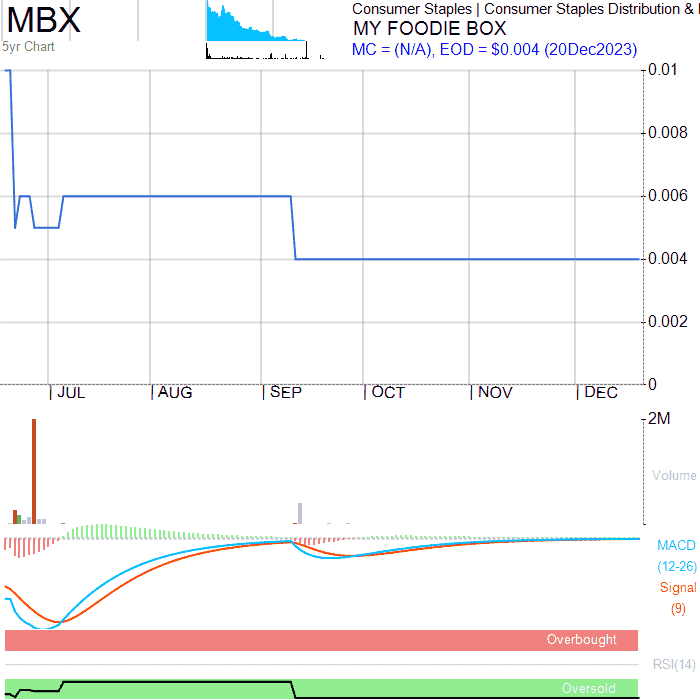 MBX
5yr Chart
Consumer Staples | Consumer Staples Distribution &
MY FOODIE BOX
MC = (N/A), EOD = $0.004 (20Dec2023)
0.01
0.008
0.006
0.004
0.002
0
JUL
AUG
SEP
OCT
NOV
DEC
2M
Volume
MACD
(12-26)
Signal
(9)
Overbought
RSI(14)
Oversold